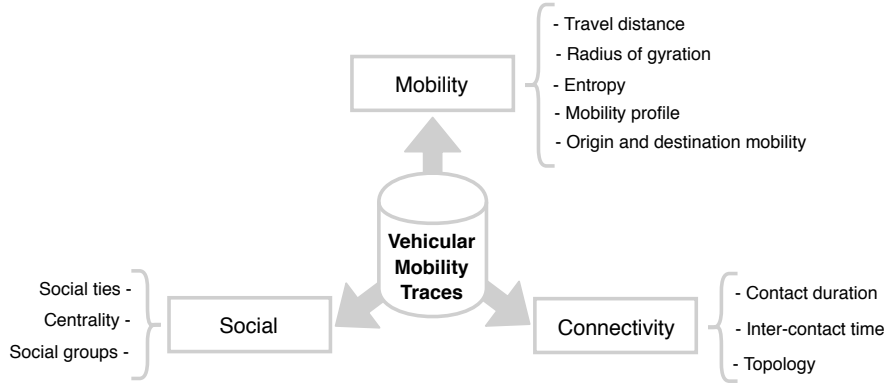 - Travel distance
- Radius of gyration
Mobility
- Entropy
- Mobility profile
- Origin and destination mobility
Vehicular
Mobility
Traces
Social ties -
Centrality -
Social groups -
Social
Connectivity
- Contact duration
- Inter-contact time
- Topology